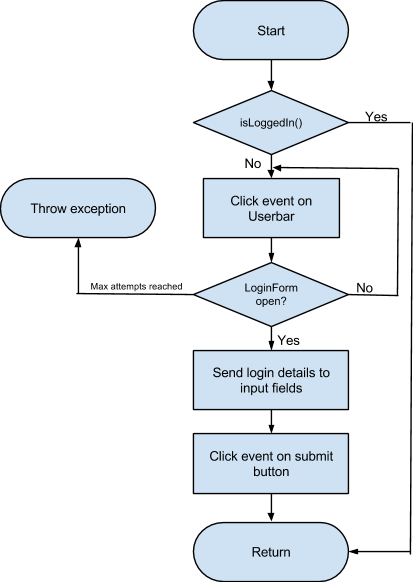 Start
isLoggedIn()
Yes
No
Click event on
Userbar
Throw exception
LoginForm
open?
Max attempts reached
No
Yes
Send login details to
input fields
Click event on submit
button
Return